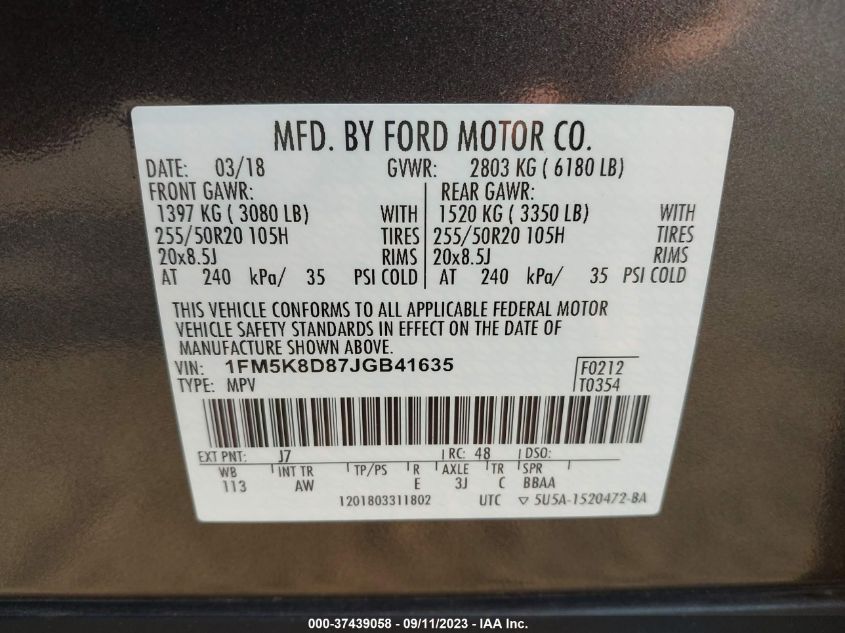 MFD. BY FORD MOTOR CO.
DATE: 03/18 GVWR: 2803 KG ( 6180 LB)
FRONT GAWR: REAR GAWR:
1397 KG ( 3080 LB) WITH 1520 KG ( 3350 LB) WITH
255/50R20 105H TIRES 255/50R20 105H TIRES
20x8.5J RIMS 20x8.5J RIMS
AT 240 kPa/ 35 PSI COLD AT 240 kPa/ 35 PSI COLD
THIS VEHICLE CONFORMS TO ALL APPLICABLE FEDERAL MOTOR
VEHICLE SAFETY STANDARDS IN EFFECT ON THE DATE OF
MANUFACTURE SHOWN ABOVE.
VIN: 1FM5K8D87JGB41635 F0212
TYPE: MPV T0354
EXT PNT: J7 RC: 48 DSO:
WB INT TR TP/PS R AXLE TR SPR
113 AW E 3J C BBAA
1201803311802 UTC ▽ 5U5A-1520472-BA
000-37439058 - 09/11/2023 - IAA Inc.